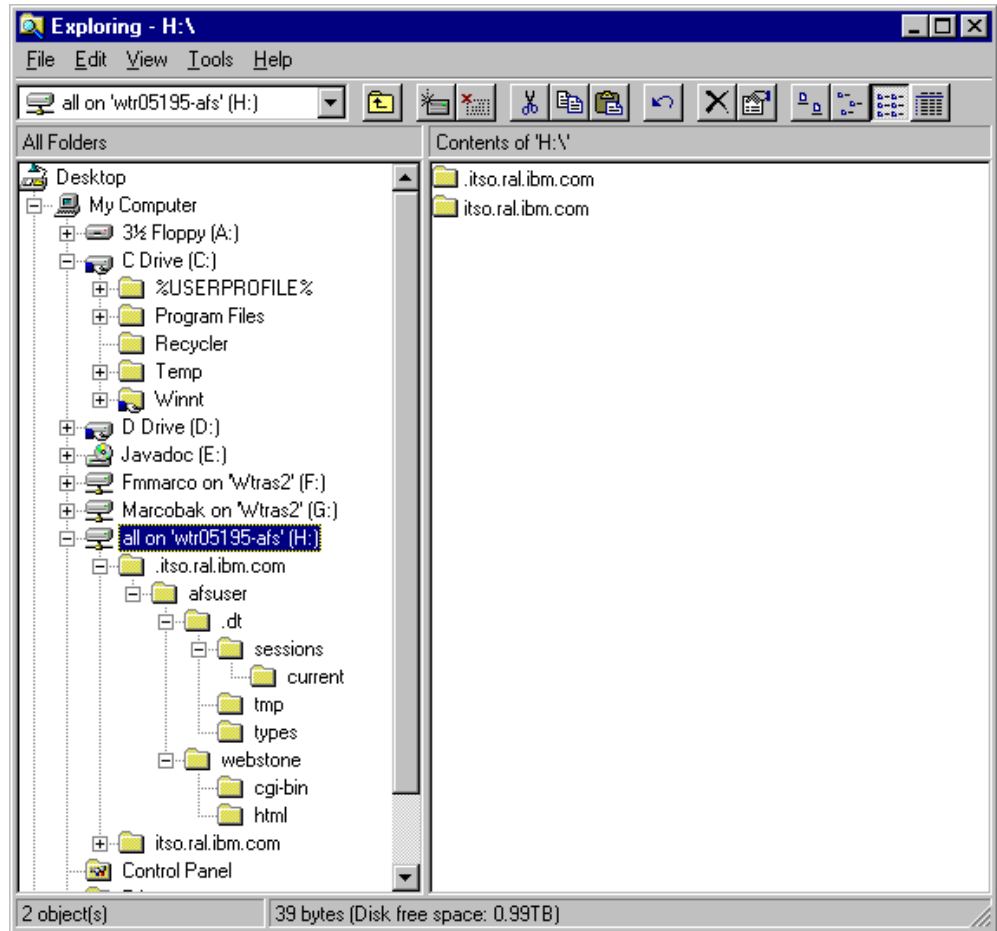 Exploring - H:\
File Edit View Tools Help
all on 'wtr05195-afs' (H:)
All Folders
Contents of 'H:\'
Desktop
My Computer
3½ Floppy (A:)
C Drive (C:)
%USERPROFILE%
Program Files
Recycler
Temp
Winnt
D Drive (D:)
Javadoc (E:)
Fmmarco on 'Wtras2' (F:)
Marcobak on 'Wtras2' (G:)
all on 'wtr05195-afs' (H:)
.itso.ral.ibm.com
afsuser
.dt
sessions
current
tmp
types
webstone
cgi-bin
html
itso.ral.ibm.com
Control Panel
.itso.ral.ibm.com
itso.ral.ibm.com
2 object(s)
39 bytes (Disk free space: 0.99TB)